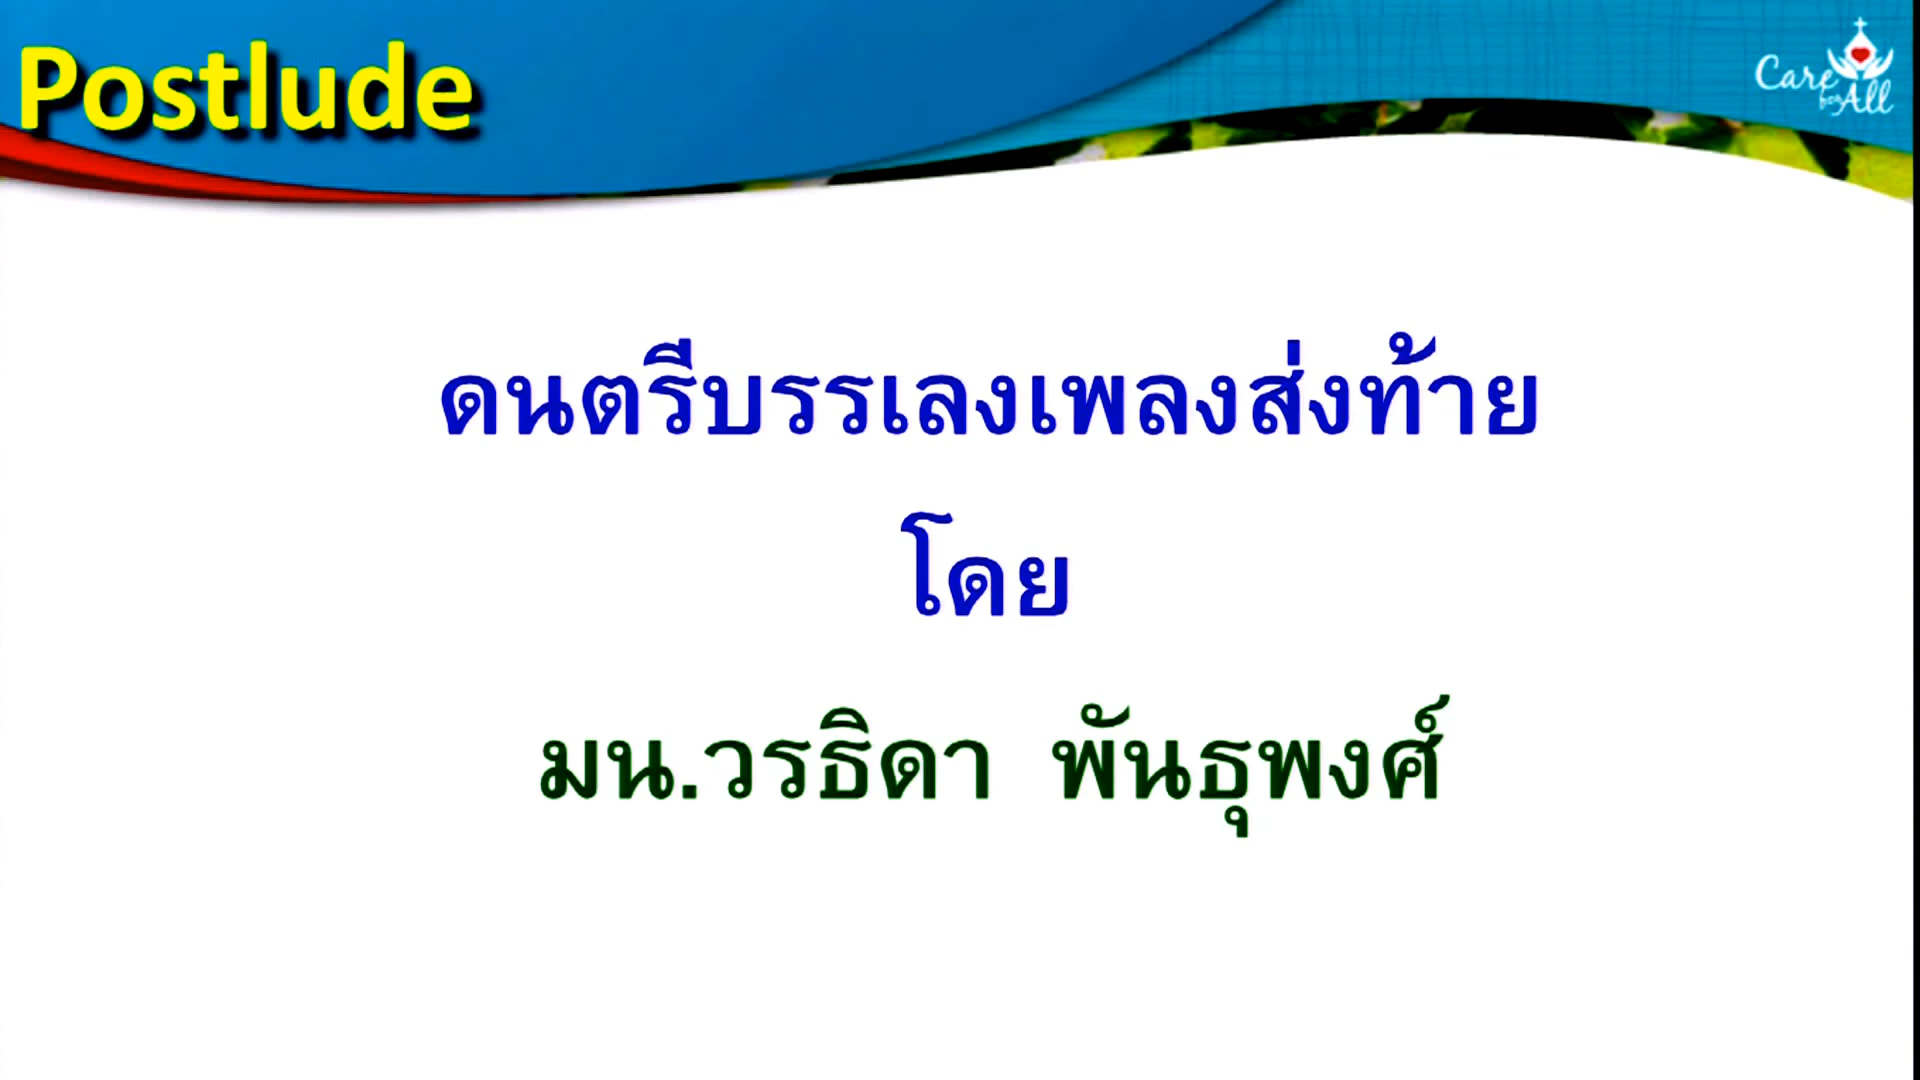 Postlude
Care
for All
ดนตรีบรรเลงเพลงส่งท้าย
โดย
มน.วรธิดา พันธุพงศ์